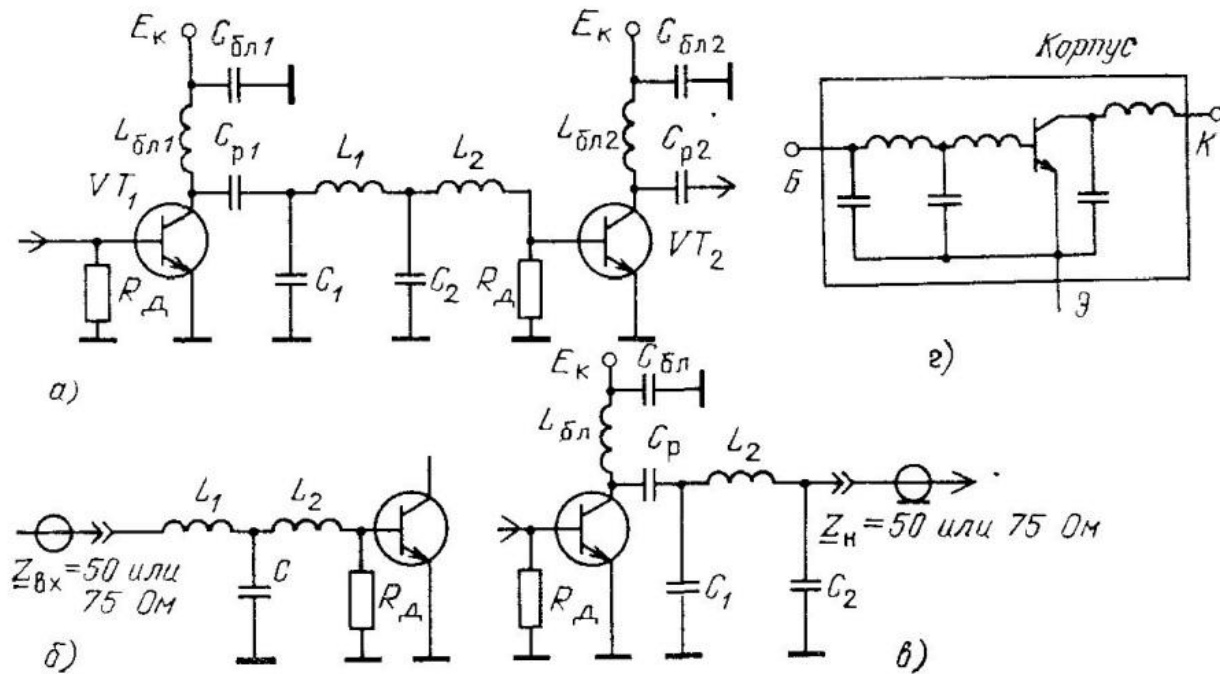 Eк
Cбл1
Lбл1
Cр1
L1
L2
VT1
Rд
C1
C2
Rд
Eк
Cбл2
Lбл2
Cр2
VT2
а)
Корпус
Б
К
Э
г)
L1
L2
Zвх=50 или
75 Ом
C
Rд
б)
Eк
Cбл
Lбл
Cр
L2
Zн=50 или 75 Ом
Rд
C1
C2
в)